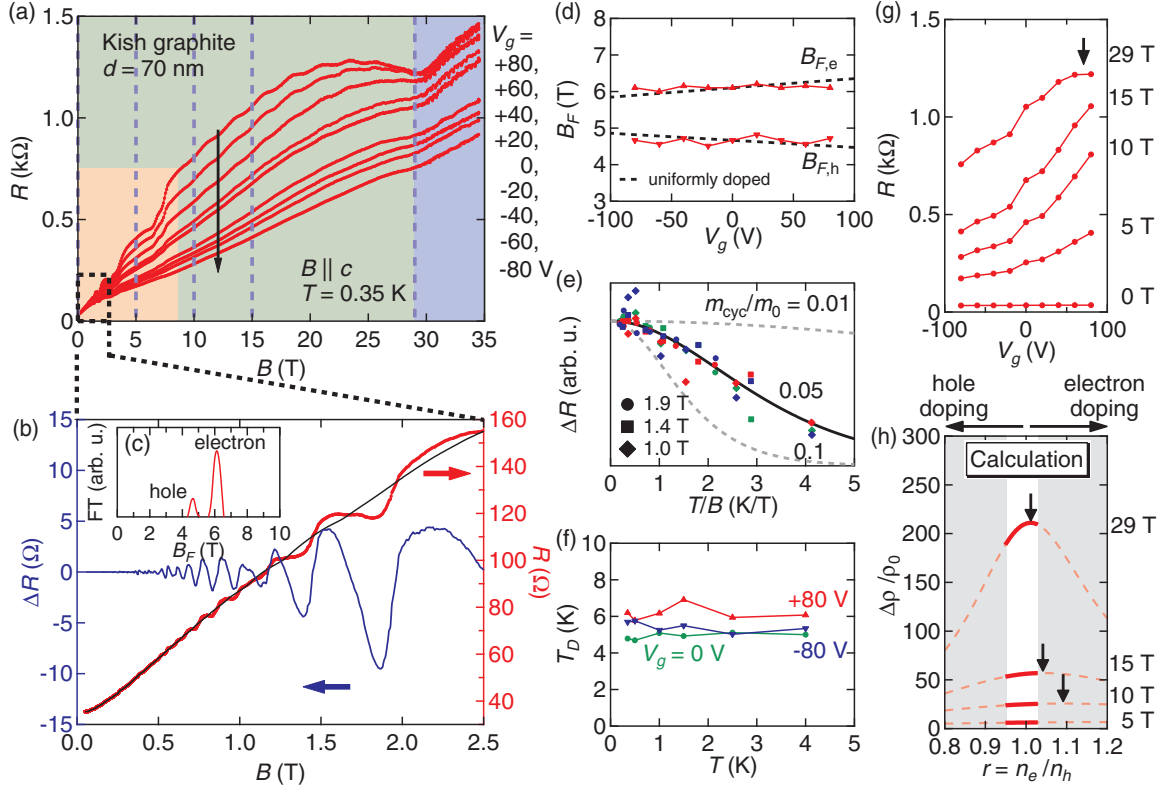 (a)
1.5
1.0
0.5
0
R (kΩ)
Kish graphite
d = 70 nm
B || c
T = 0.35 K
0 5 10 15 20 25 30 35
B (T)
V_g =
+80,
+60,
+40,
+20,
0,
-20,
-40,
-60,
-80 V
(b)
15
10
5
0
-5
-10
-15
ΔR (Ω)
0.0 0.5 1.0 1.5 2.0 2.5
B (T)
160
140
120
100
80
60
40
R (Ω)
(c)
electron
hole
FT (arb. u.)
0 2 4 6 8 10
B_F (T)
(d)
8
7
6
5
4
3
B_F (T)
B_F,e
B_F,h
uniformly doped
-100 -50 0 50 100
V_g (V)
(e)
ΔR (arb. u.)
m_cyc/m_0 = 0.01
0.05
0.1
1.9 T
1.4 T
1.0 T
0 1 2 3 4 5
T/B (K/T)
(f)
10
8
6
4
2
0
T_D (K)
+80 V
V_g = 0 V
-80 V
0 1 2 3 4 5
T (K)
(g)
1.5
1.0
0.5
0
R (kΩ)
29 T
15 T
10 T
5 T
0 T
-100 0 100
V_g (V)
hole
doping
electron
doping
(h)
300
250
200
150
100
50
0
Δρ/ρ_0
Calculation
29 T
15 T
10 T
5 T
0.8 0.9 1.0 1.1 1.2
r = n_e/n_h